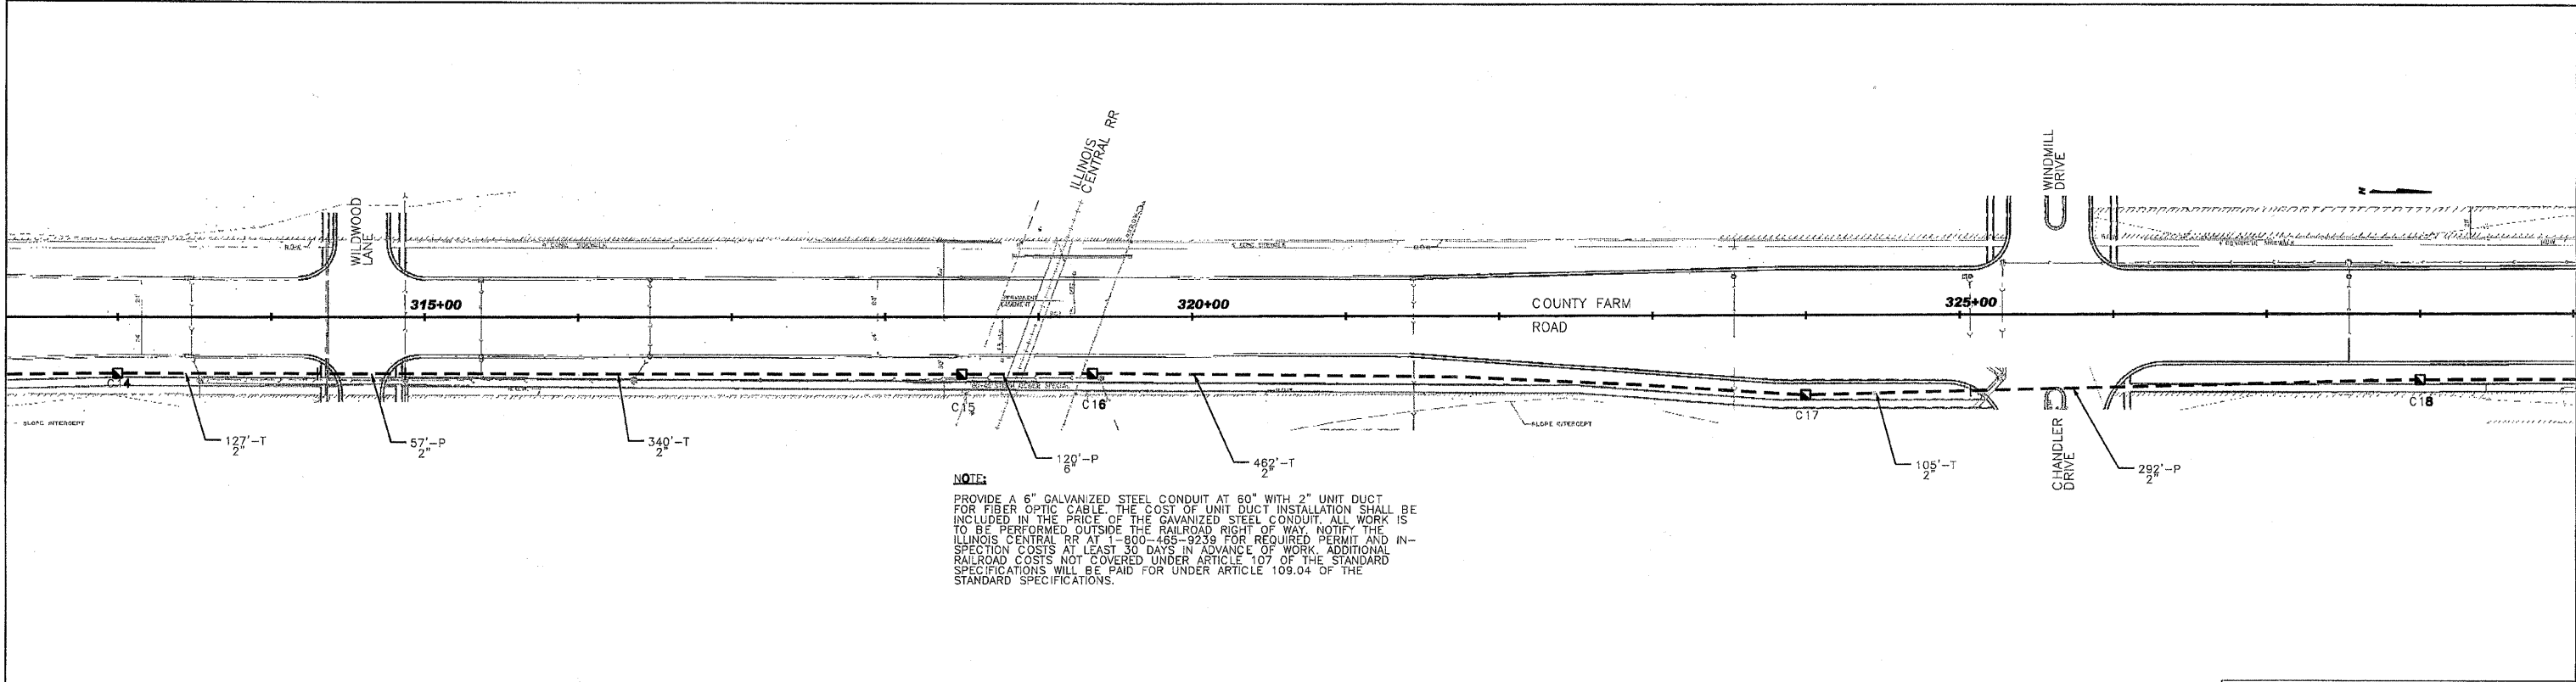 ILLINOIS
CENTRAL RR
WINDMILL
DRIVE
WILDWOOD
LANE
N
R.O.W.
315+00
320+00
COUNTY FARM
ROAD
325+00
PERMANENT
EASEMENT
C14
C15
C16
C17
C18
SLOPE INTERCEPT
SLOPE INTERCEPT
127'-T
2"
57'-P
2"
340'-T
2"
120'-P
6"
462'-T
2"
105'-T
2"
CHANDLER
DRIVE
292'-P
2"
NOTE:
PROVIDE A 6" GALVANIZED STEEL CONDUIT AT 60" WITH 2" UNIT DUCT
FOR FIBER OPTIC CABLE. THE COST OF UNIT DUCT INSTALLATION SHALL BE
INCLUDED IN THE PRICE OF THE GAVANIZED STEEL CONDUIT. ALL WORK IS
TO BE PERFORMED OUTSIDE THE RAILROAD RIGHT OF WAY. NOTIFY THE
ILLINOIS CENTRAL RR AT 1-800-465-9239 FOR REQUIRED PERMIT AND IN-
SPECTION COSTS AT LEAST 30 DAYS IN ADVANCE OF WORK. ADDITIONAL
RAILROAD COSTS NOT COVERED UNDER ARTICLE 107 OF THE STANDARD
SPECIFICATIONS WILL BE PAID FOR UNDER ARTICLE 109.04 OF THE
STANDARD SPECIFICATIONS.